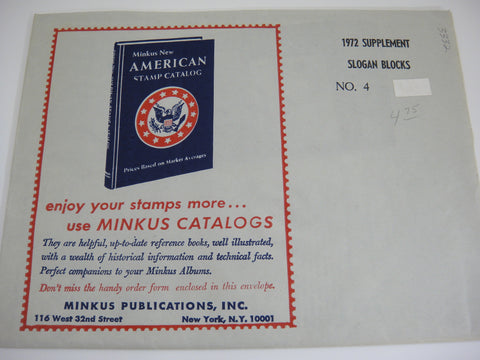 Minkus New
AMERICAN
STAMP CATALOG
Prices Based on Market Averages
enjoy your stamps more...
use MINKUS CATALOGS
They are helpful, up-to-date reference books, well illustrated,
with a wealth of historical information and technical facts.
Perfect companions to your Minkus Albums.
Don't miss the handy order form enclosed in this envelope.
MINKUS PUBLICATIONS, INC.
116 West 32nd Street New York, N.Y. 10001
1972 SUPPLEMENT
SLOGAN BLOCKS
NO. 4
4 75